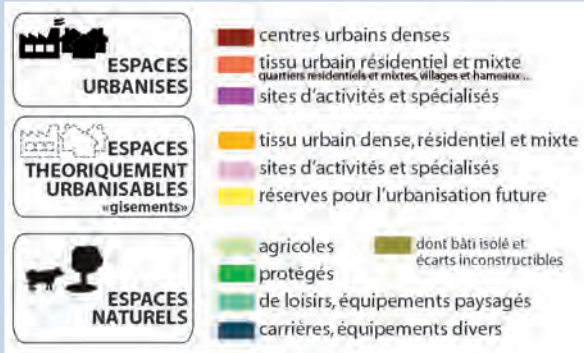 ESPACES
URBANISES
centres urbains denses
tissu urbain résidentiel et mixte
quartiers résidentiels et mixtes, villages et hameaux...
sites d'activités et spécialisés
ESPACES
THEORIQUEMENT
URBANISABLES
«gisements»
tissu urbain dense, résidentiel et mixte
sites d'activités et spécialisés
réserves pour l'urbanisation future
ESPACES
NATURELS
agricoles
dont bâti isolé et
écarts inconstructibles
protégés
de loisirs, équipements paysagés
carrières, équipements divers